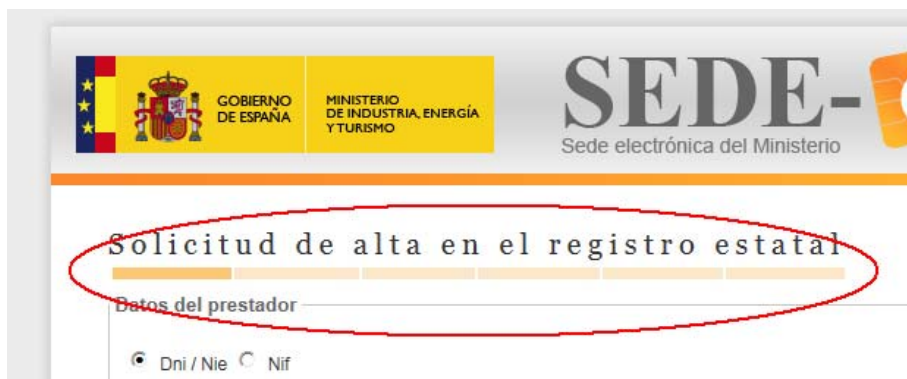 GOBIERNO
DE ESPAÑA
MINISTERIO
DE INDUSTRIA, ENERGÍA
Y TURISMO
SEDE-
Sede electrónica del Ministerio
Solicitud de alta en el registro estatal
Datos del prestador
Dni / Nie Nif